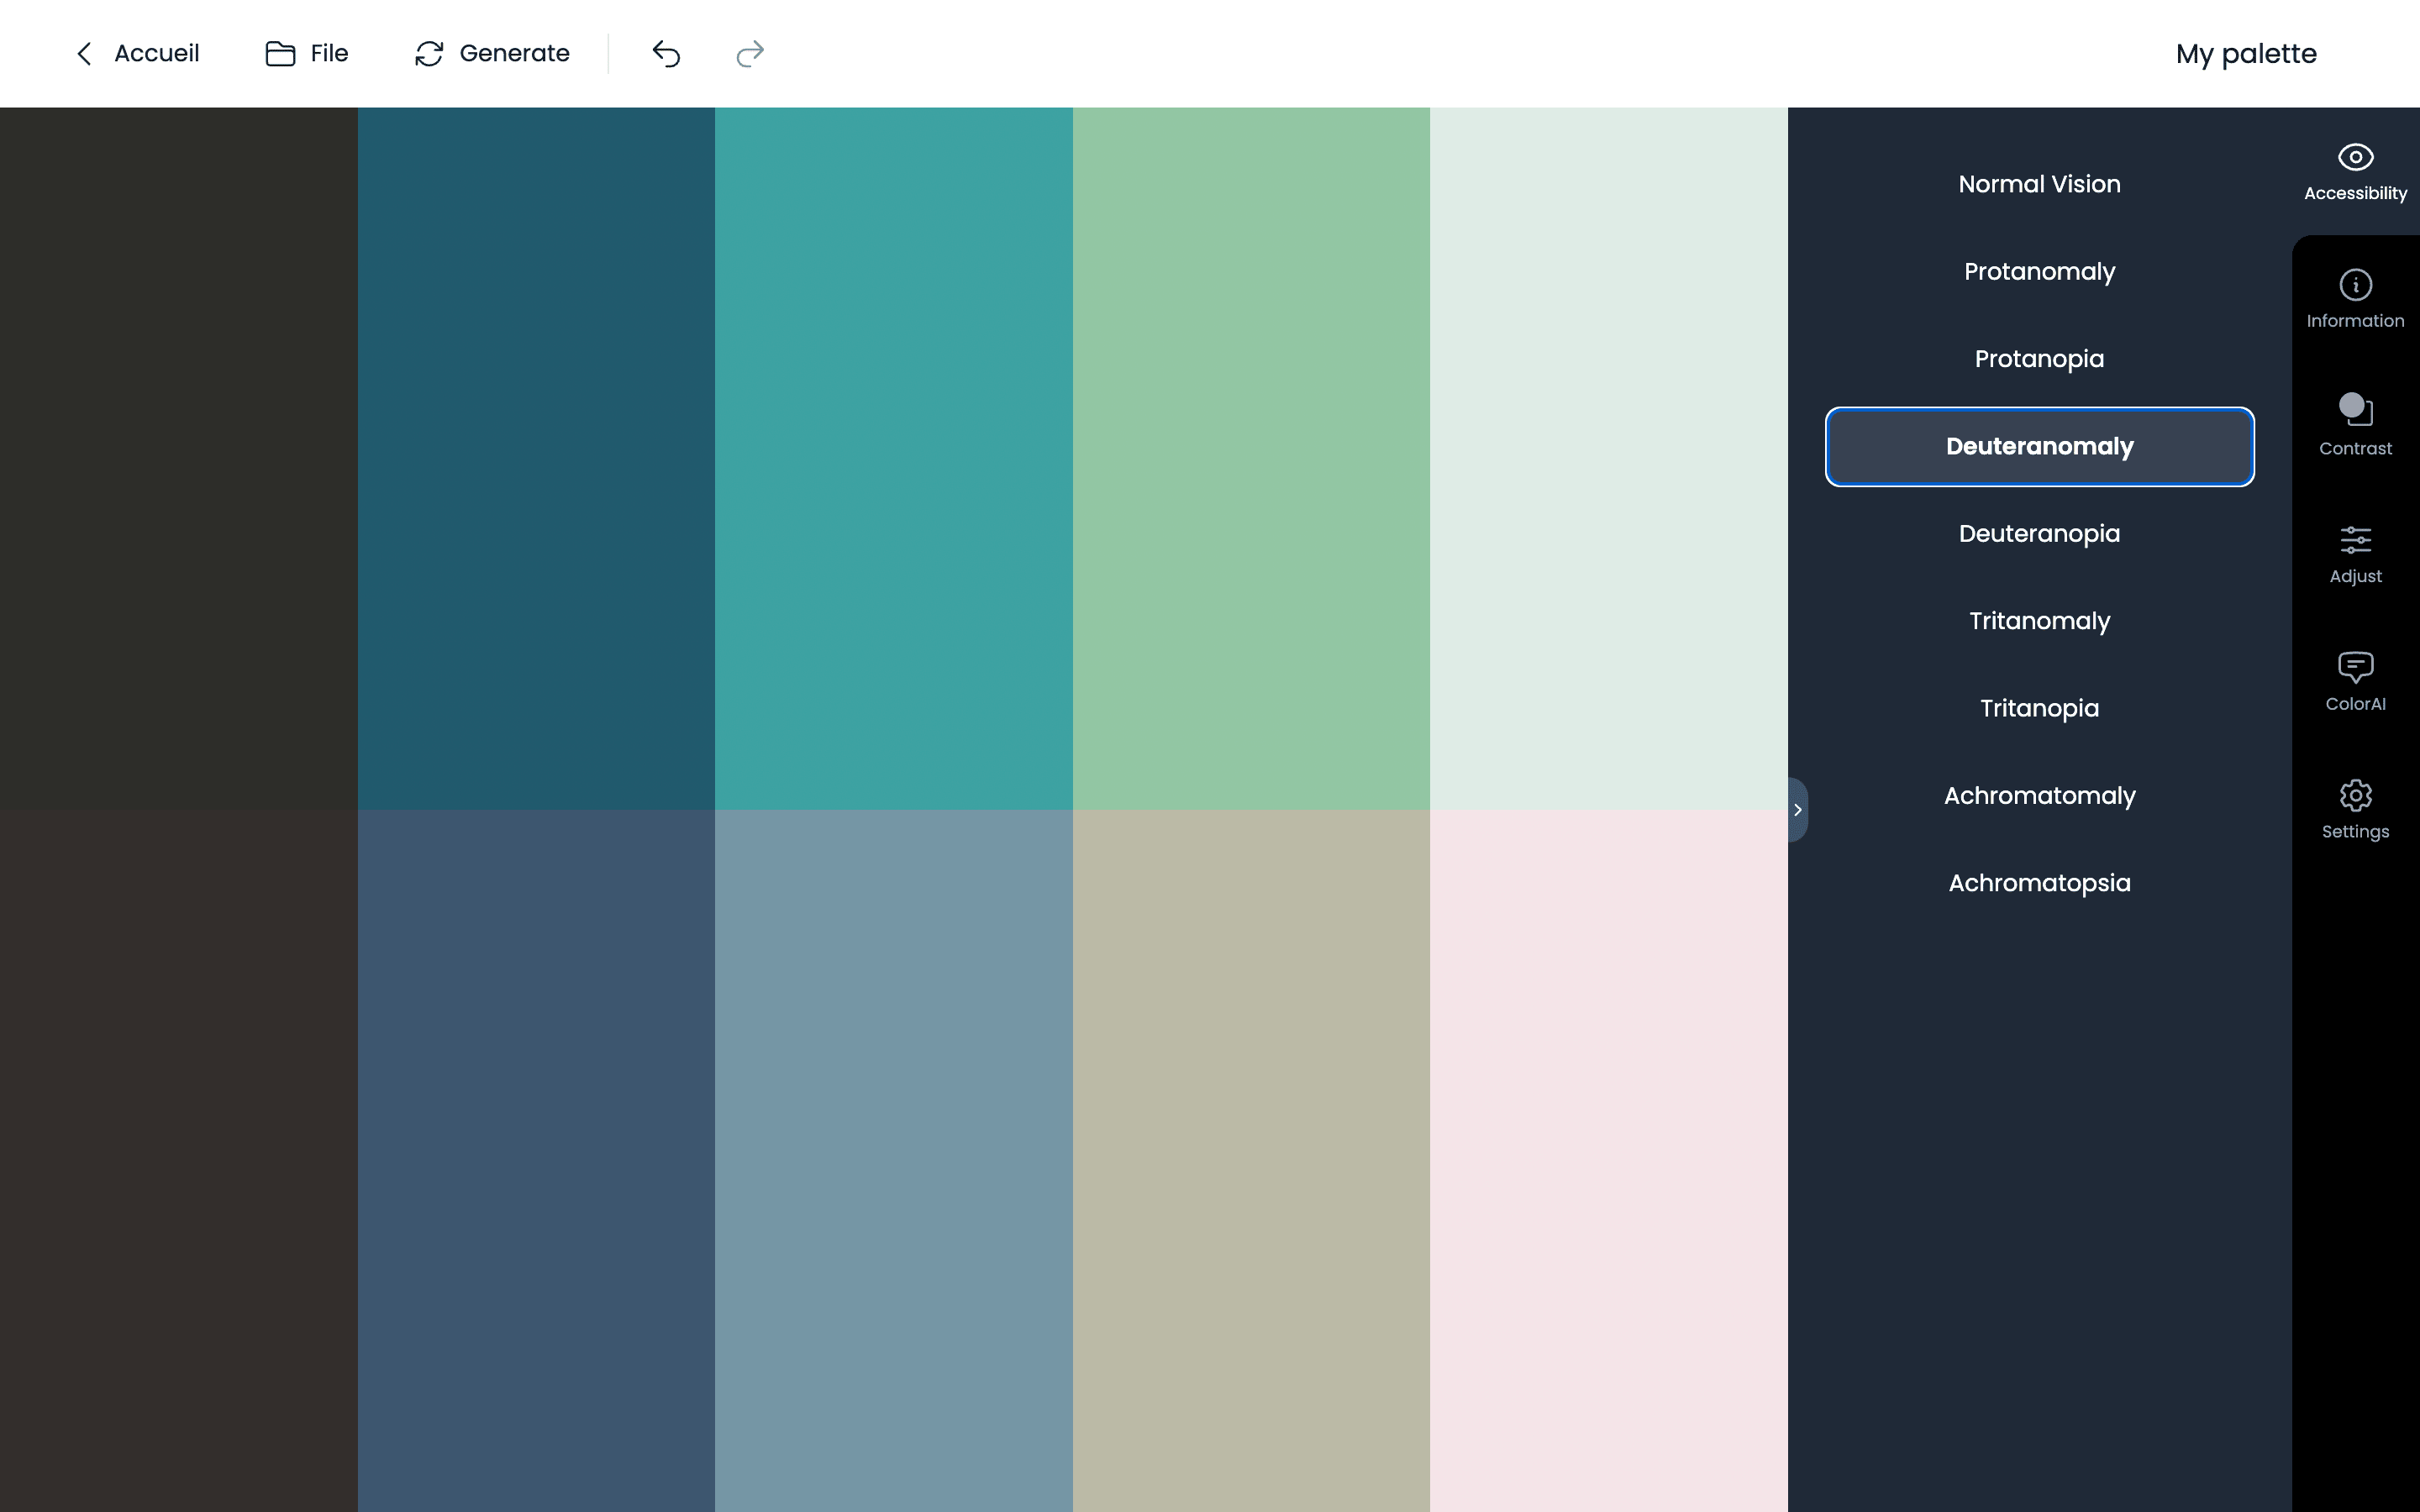 Accueil
File
Generate
My palette
Normal Vision
Protanomaly
Protanopia
Deuteranomaly
Deuteranopia
Tritanomaly
Tritanopia
Achromatomaly
Achromatopsia
Accessibility
Information
Contrast
Adjust
ColorAI
Settings